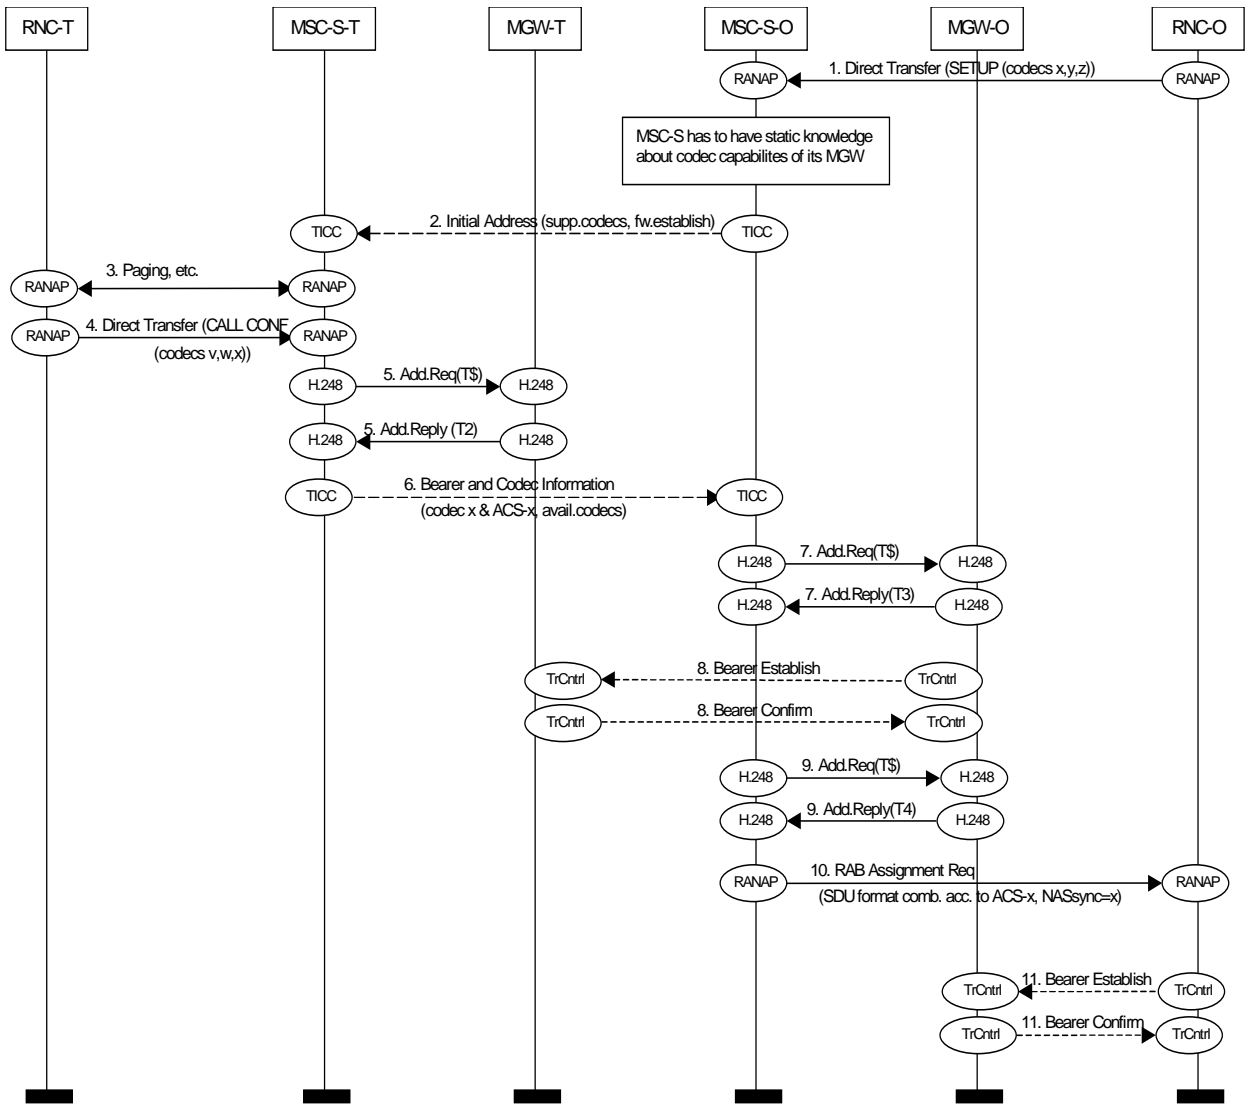 RNC-T
MSC-S-T
MGW-T
MSC-S-O
MGW-O
RNC-O
1. Direct Transfer (SETUP (codecs x,y,z))
RANAP
RANAP
MSC-S has to have static knowledge
about codec capabilites of its MGW
2. Initial Address (supp.codecs, fw.establish)
TICC
TICC
3. Paging, etc.
RANAP
RANAP
4. Direct Transfer (CALL CONF
RANAP
RANAP
(codecs v,w,x))
5. Add.Req(T$)
H.248
H.248
5. Add.Reply (T2)
H.248
H.248
6. Bearer and Codec Information
TICC
TICC
(codec x & ACS-x, avail.codecs)
7. Add.Req(T$)
H.248
H.248
7. Add.Reply(T3)
H.248
H.248
8. Bearer Establish
TrCntrl
TrCntrl
8. Bearer Confirm
TrCntrl
TrCntrl
9. Add.Req(T$)
H.248
H.248
9. Add.Reply(T4)
H.248
H.248
10. RAB Assignment Req
RANAP
RANAP
(SDU format comb. acc. to ACS-x, NASsync=x)
11. Bearer Establish
TrCntrl
TrCntrl
11. Bearer Confirm
TrCntrl
TrCntrl